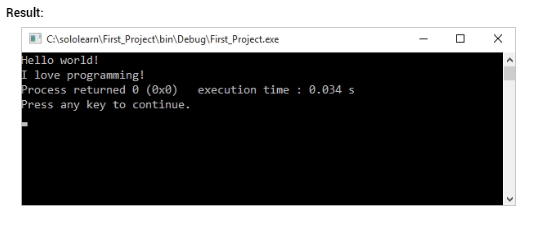 Result:
C:\sololearn\First_Project\bin\Debug\First_Project.exe
Hello world!
I love programming!
Process returned 0 (0x0)   execution time : 0.034 s
Press any key to continue.